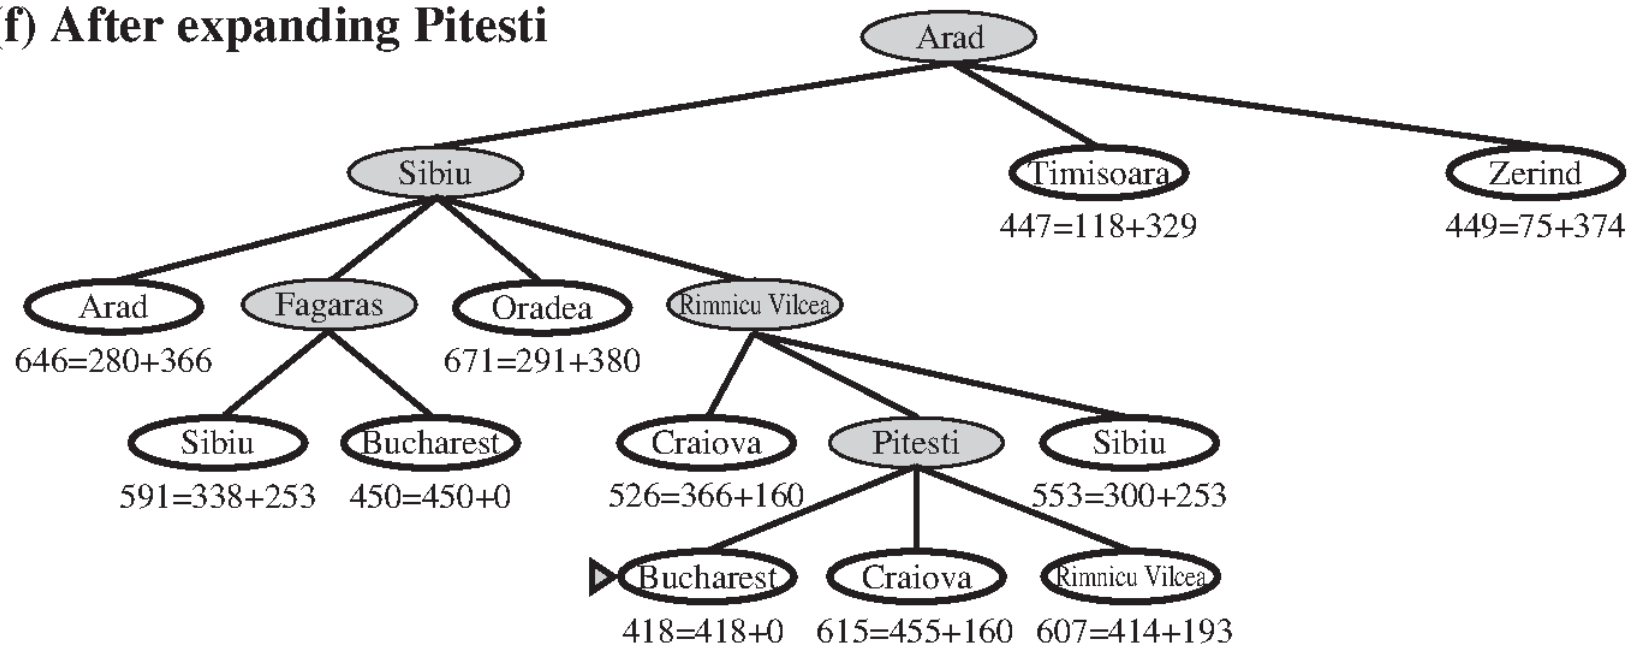 (f) After expanding Pitesti
Arad
Sibiu
Timisoara
Zerind
447=118+329
449=75+374
Arad
Fagaras
Oradea
Rimnicu Vilcea
646=280+366
671=291+380
Sibiu
Bucharest
Craiova
Pitesti
Sibiu
591=338+253
450=450+0
526=366+160
553=300+253
Bucharest
Craiova
Rimnicu Vilcea
418=418+0
615=455+160
607=414+193